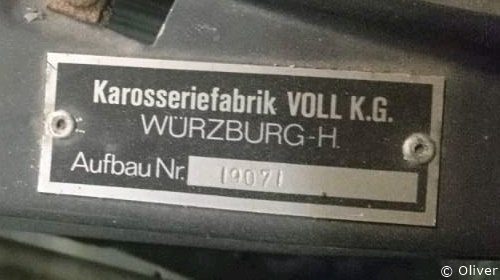 Karosseriefabrik VOLL K.G.
WÜRZBURG-H
Aufbau Nr. 19071
© Oliver